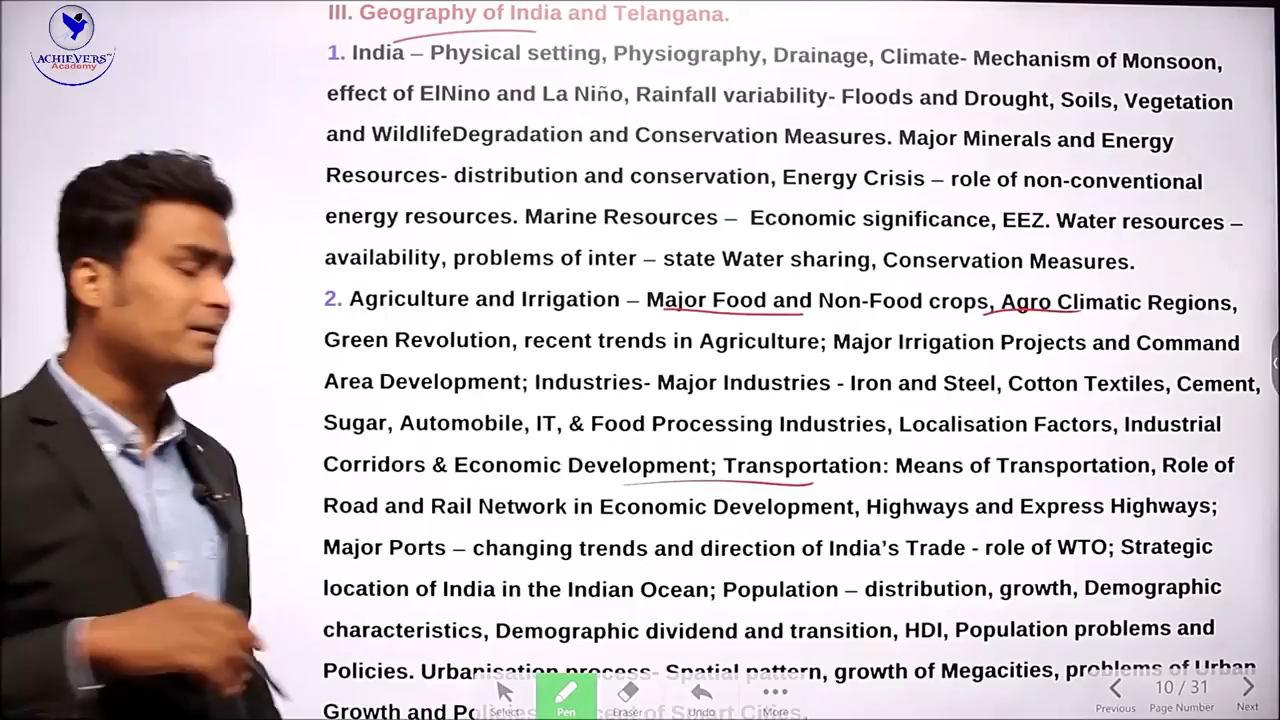 ACHIEVERS
Academy
III. Geography of India and Telangana.
1. India – Physical setting, Physiography, Drainage, Climate- Mechanism of Monsoon,
effect of ElNino and La Niño, Rainfall variability- Floods and Drought, Soils, Vegetation
and WildlifeDegradation and Conservation Measures. Major Minerals and Energy
Resources- distribution and conservation, Energy Crisis – role of non-conventional
energy resources. Marine Resources – Economic significance, EEZ. Water resources –
availability, problems of inter – state Water sharing, Conservation Measures.
2. Agriculture and Irrigation – Major Food and Non-Food crops, Agro Climatic Regions,
Green Revolution, recent trends in Agriculture; Major Irrigation Projects and Command
Area Development; Industries- Major Industries - Iron and Steel, Cotton Textiles, Cement,
Sugar, Automobile, IT, & Food Processing Industries, Localisation Factors, Industrial
Corridors & Economic Development; Transportation: Means of Transportation, Role of
Road and Rail Network in Economic Development, Highways and Express Highways;
Major Ports – changing trends and direction of India’s Trade - role of WTO; Strategic
location of India in the Indian Ocean; Population – distribution, growth, Demographic
characteristics, Demographic dividend and transition, HDI, Population problems and
Policies. Urbanisation process- Spatial pattern, growth of Megacities, problems of Urban
Growth and of Smart Cities.
Select Pen Eraser Undo More
Previous 10 / 31 Page Number Next